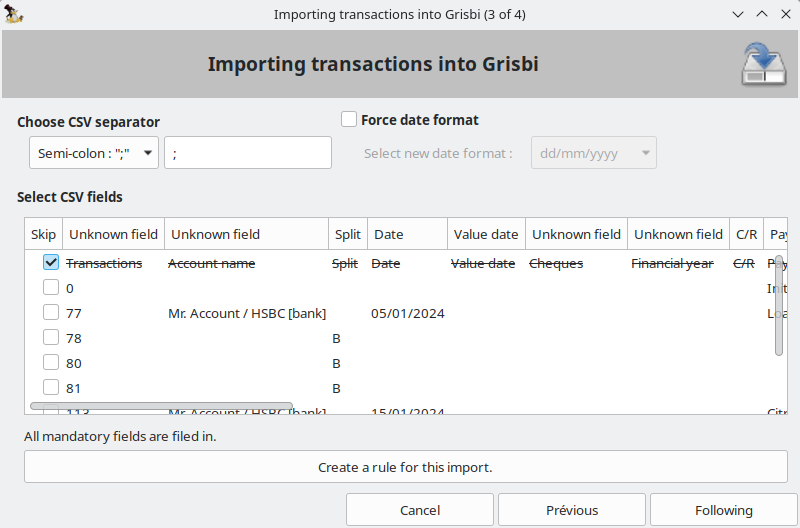 Importing transactions into Grisbi (3 of 4)
Importing transactions into Grisbi
Choose CSV separator
Force date format
Semi-colon : ";"
;
Select new date format :
dd/mm/yyyy
Select CSV fields
Skip Unknown field Unknown field Split Date Value date Unknown field Unknown field C/R Pay
Transactions Account name Split Date Value date Cheques Financial year C/R Pay
0 Init
77 Mr. Account / HSBC [bank] 05/01/2024 Loa
78 B
80 B
81 B
113 Mr. Account / HSBC [bank] 15/01/2024 Citr
All mandatory fields are filed in.
Create a rule for this import.
Cancel
Prévious
Following